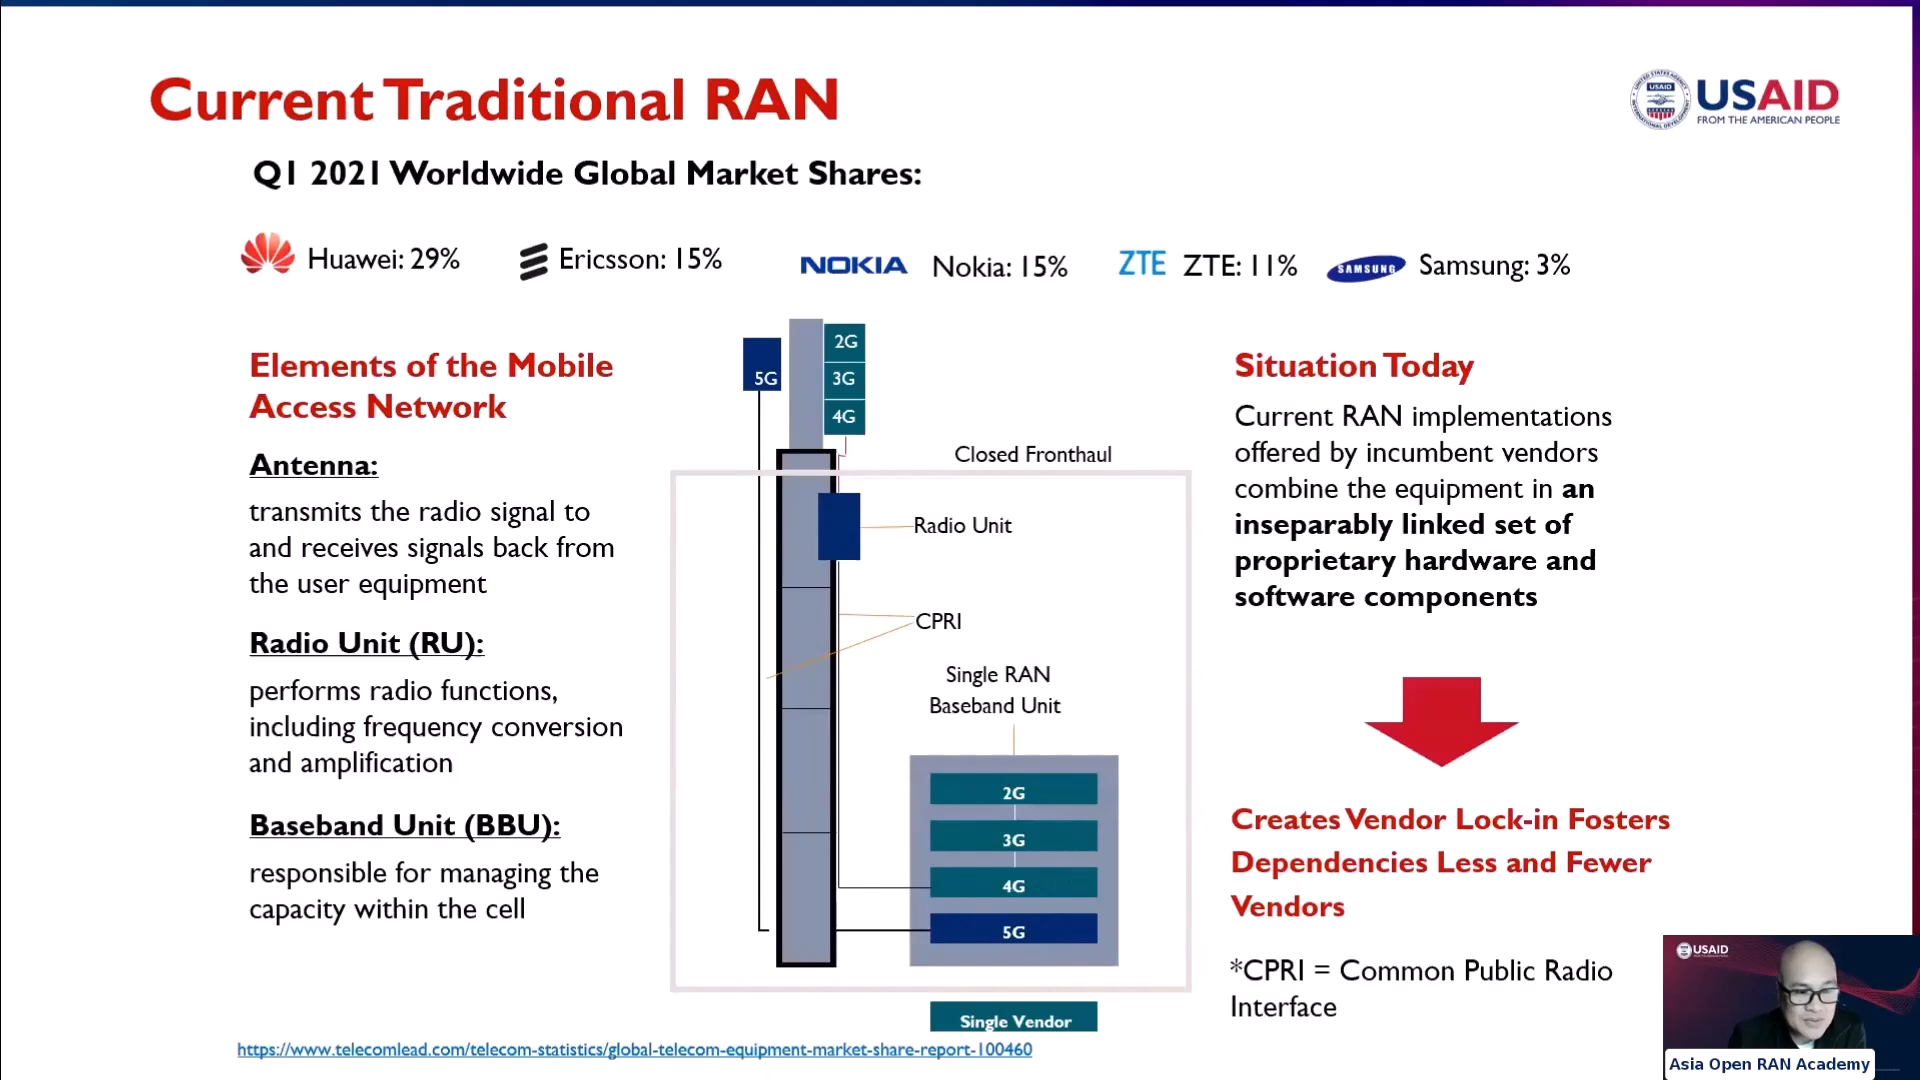 Current Traditional RAN
USAID
FROM THE AMERICAN PEOPLE
Q1 2021 Worldwide Global Market Shares:
Huawei: 29%
Ericsson: 15%
NOKIA
Nokia: 15%
ZTE
ZTE: 11%
SAMSUNG
Samsung: 3%
Elements of the Mobile
Access Network
Antenna:
transmits the radio signal to
and receives signals back from
the user equipment
Radio Unit (RU):
performs radio functions,
including frequency conversion
and amplification
Baseband Unit (BBU):
responsible for managing the
capacity within the cell
5G
2G
3G
4G
Closed Fronthaul
Radio Unit
CPRI
Single RAN
Baseband Unit
2G
3G
4G
5G
Single Vendor
Situation Today
Current RAN implementations
offered by incumbent vendors
combine the equipment in an
inseparably linked set of
proprietary hardware and
software components
Creates Vendor Lock-in Fosters
Dependencies Less and Fewer
Vendors
*CPRI = Common Public Radio
Interface
https://www.telecomlead.com/telecom-statistics/global-telecom-equipment-market-share-report-100460
USAID
Asia Open RAN Academy